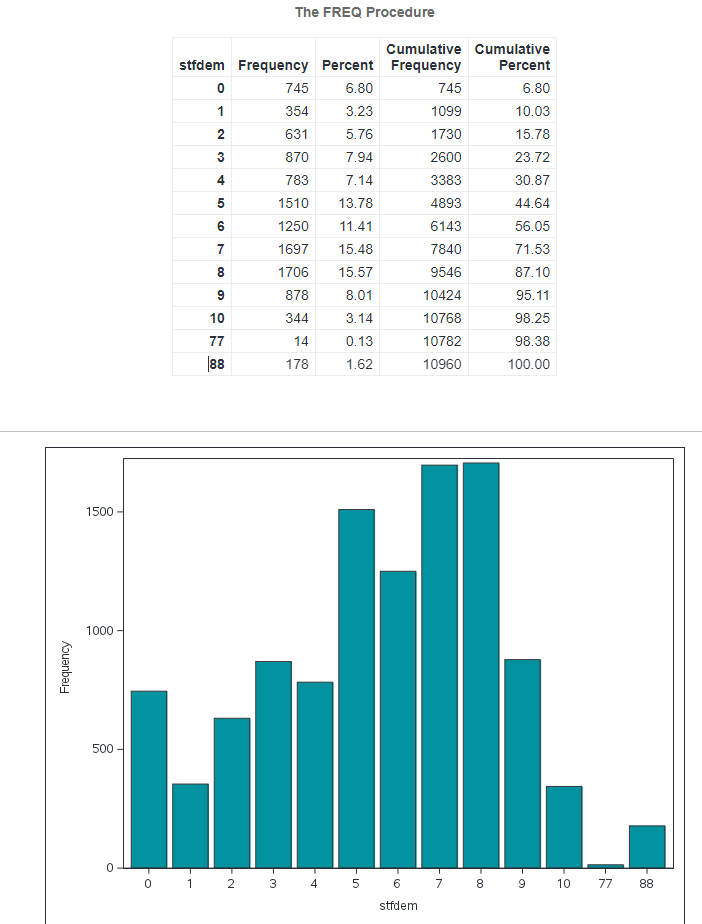 The FREQ Procedure
Cumulative Cumulative
stfdem Frequency Percent Frequency Percent
0 745 6.80 745 6.80
1 354 3.23 1099 10.03
2 631 5.76 1730 15.78
3 870 7.94 2600 23.72
4 783 7.14 3383 30.87
5 1510 13.78 4893 44.64
6 1250 11.41 6143 56.05
7 1697 15.48 7840 71.53
8 1706 15.57 9546 87.10
9 878 8.01 10424 95.11
10 344 3.14 10768 98.25
77 14 0.13 10782 98.38
88 178 1.62 10960 100.00
1500
1000
500
0
Frequency
0 1 2 3 4 5 6 7 8 9 10 77 88
stfdem